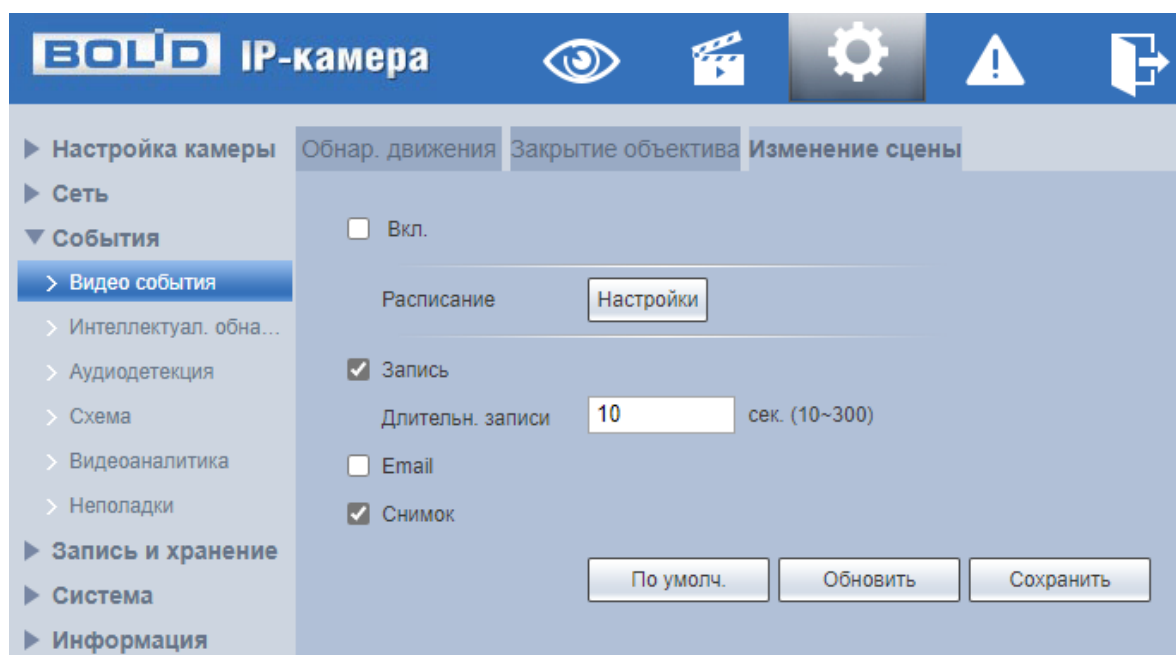 BOLID IP-камера
Настройка камеры
Сеть
События
Видео события
Интеллектуал. обна...
Аудиодетекция
Схема
Видеоаналитика
Неполадки
Запись и хранение
Система
Информация
Обнар. движения Закрытие объектива Изменение сцены
Вкл.
Расписание Настройки
Запись
Длительн. записи 10 сек. (10~300)
Email
Снимок
По умолч. Обновить Сохранить